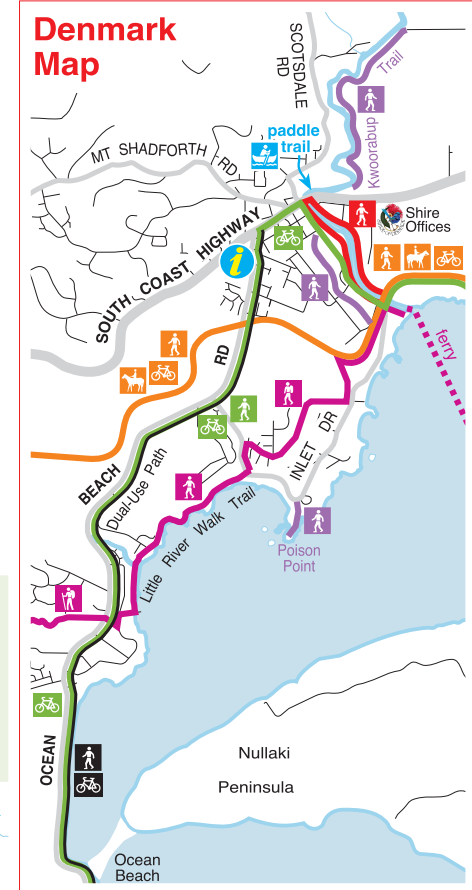 Denmark
Map
SCOTSDALE
RD
Trail
Kwoorabup
paddle
trail
MT SHADFORTH RD
Shire
Offices
SOUTH COAST HIGHWAY
i
ferry
RD
INLET DR
BEACH
Dual-Use Path
Little River Walk Trail
Poison
Point
OCEAN
Nullaki
Peninsula
Ocean
Beach